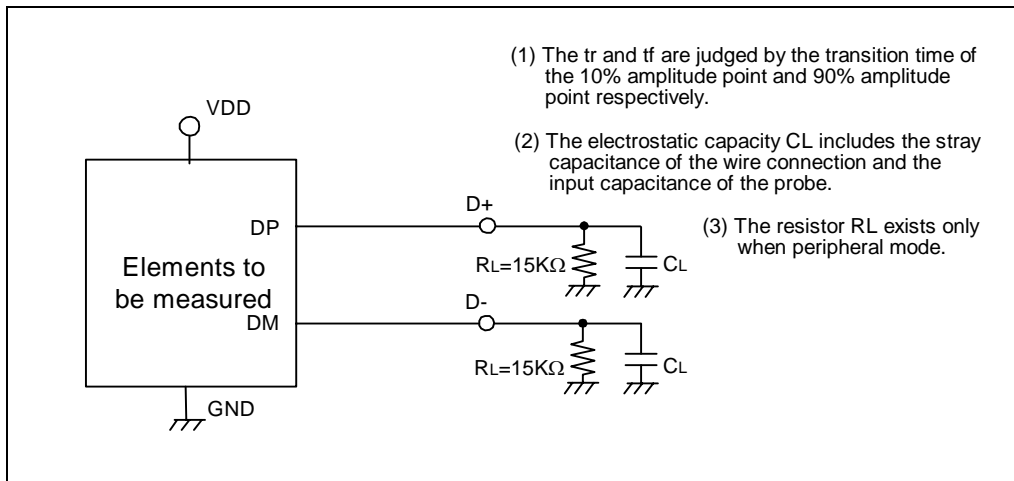 (1) The tr and tf are judged by the transition time of
the 10% amplitude point and 90% amplitude
point respectively.
VDD
(2) The electrostatic capacity CL includes the stray
capacitance of the wire connection and the
input capacitance of the probe.
D+
(3) The resistor RL exists only
when peripheral mode.
DP
Elements to
be measured
RL=15KΩ
CL
D-
DM
RL=15KΩ
CL
GND